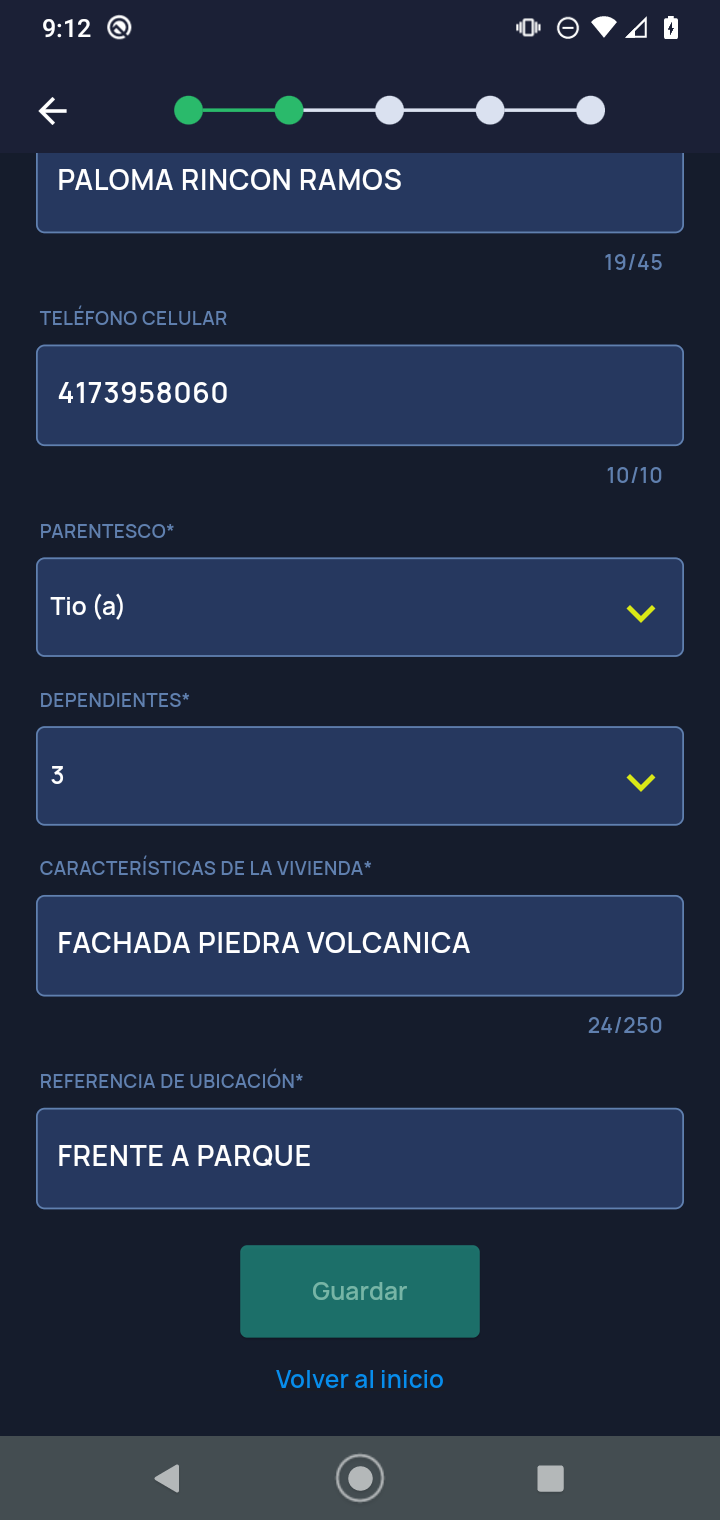 9:12
PALOMA RINCON RAMOS
19/45
TELÉFONO CELULAR
4173958060
10/10
PARENTESCO*
Tio (a)
DEPENDIENTES*
3
CARACTERÍSTICAS DE LA VIVIENDA*
FACHADA PIEDRA VOLCANICA
24/250
REFERENCIA DE UBICACIÓN*
FRENTE A PARQUE
Guardar
Volver al inicio